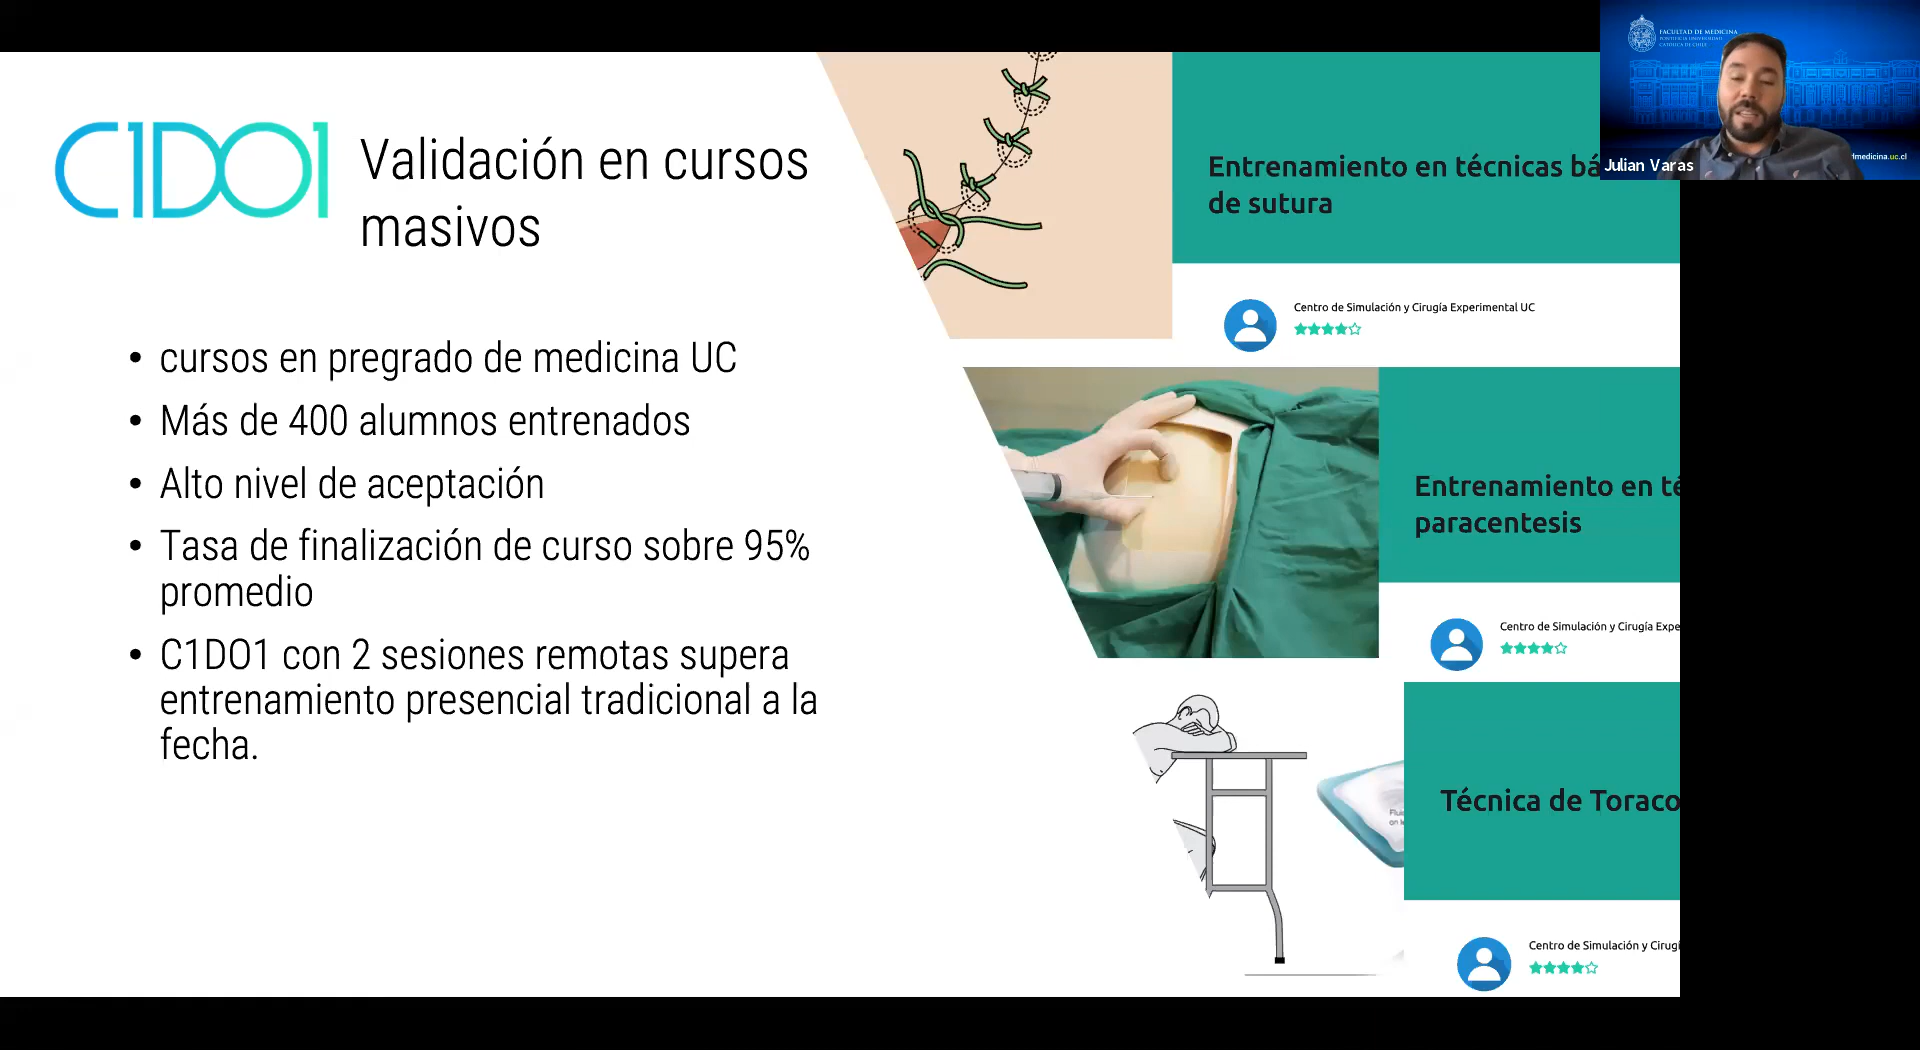 C1DO1
Validación en cursos
masivos
• cursos en pregrado de medicina UC
• Más de 400 alumnos entrenados
• Alto nivel de aceptación
• Tasa de finalización de curso sobre 95%
promedio
• C1DO1 con 2 sesiones remotas supera
entrenamiento presencial tradicional a la
fecha.
Entrenamiento en técnicas bá
de sutura
Centro de Simulación y Cirugía Experimental UC
Entrenamiento en té
paracentesis
Centro de Simulación y Cirugía Expe
Técnica de Toraco
Centro de Simulación y Cirugí
FACULTAD DE MEDICINA
PONTIFICIA UNIVERSIDAD
CATÓLICA DE CHILE
medicina.uc.cl
Julian Varas